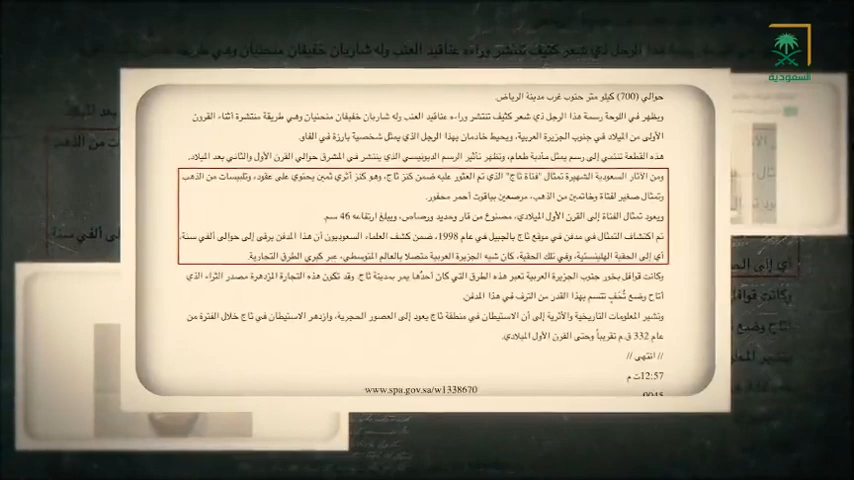 السعودية
حوالي (700) كيلو متر جنوب غرب مدينة الرياض.
ويظهر في اللوحة رسمة هذا الرجل ذي شعر كثيف تنتشر وراءه عناقيد العنب وله شاربان خفيفان منحنيان وهي طريقة منتشرة أثناء القرون
الأولى من الميلاد في جنوب الجزيرة العربية، ويحيط خادمان بهذا الرجل الذي يمثل شخصية بارزة في الفاو.
هذه القطعة تنتمي إلى رسم يمثل مأدبة طعام، وتظهر تأثير الرسم الديونيسي الذي ينتشر في المشرق حوالي القرن الأول والثاني بعد الميلاد.
ومن الآثار السعودية الشهيرة تمثال "فتاة ثاج" الذي تم العثور عليه ضمن كنز ثاج، وهو كنز أثري ثمين يحتوي على عقود، وتلبيسات من الذهب
وتمثال صغير لفتاة وخاتمين من الذهب، مرصعين بياقوت أحمر محفور.
ويعود تمثال الفتاة إلى القرن الأول الميلادي، مصنوع من قار وحديد ورصاص، ويبلغ ارتفاعه 46 سم.
تم اكتشاف التمثال في مدفن في موقع ثاج بالجبيل في عام 1998، ضمن كشف العلماء السعوديون أن هذا المدفن يرقى إلى حوالى ألفي سنة،
أي إلى الحقبة الهلينستية، وفي تلك الحقبة، كان شبه الجزيرة العربية متصلا بالعالم المتوسطي، عبر كبري الطرق التجارية.
وكانت قوافل بخور جنوب الجزيرة العربية تعبر هذه الطرق التي كان أحدُها يمر بمدينة ثاج. وقد تكون هذه التجارة المزدهرة مصدر الثراء الذي
أتاح وضع تُحَفٍ تتسم بهذا القدر من الترف في هذا المدفن.
وتشير المعلومات التاريخية والأثرية إلى أن الاستيطان في منطقة ثاج يعود إلى العصور الحجرية، وازدهر الاستيطان في ثاج خلال الفترة من
عام 332 ق.م تقريباً وحتى القرن الأول الميلادي.
// انتهى //
12:57ت م
www.spa.gov.sa/w1338670